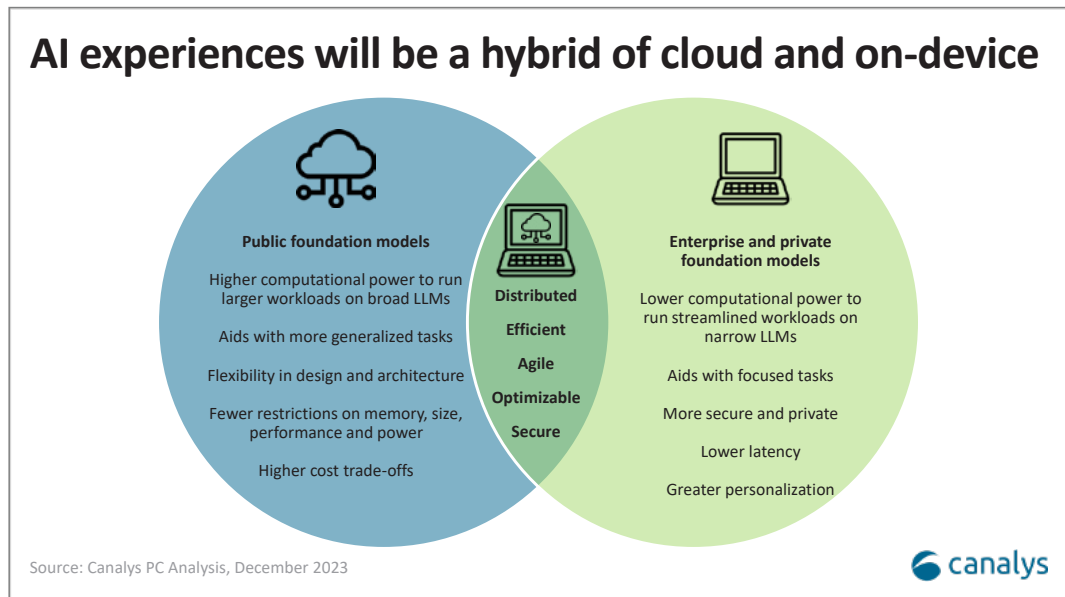 AI experiences will be a hybrid of cloud and on-device
Public foundation models
Higher computational power to run
larger workloads on broad LLMs
Aids with more generalized tasks
Flexibility in design and architecture
Fewer restrictions on memory, size,
performance and power
Higher cost trade-offs
Distributed
Efficient
Agile
Optimizable
Secure
Enterprise and private
foundation models
Lower computational power to
run streamlined workloads on
narrow LLMs
Aids with focused tasks
More secure and private
Lower latency
Greater personalization
Source: Canalys PC Analysis, December 2023
canalys